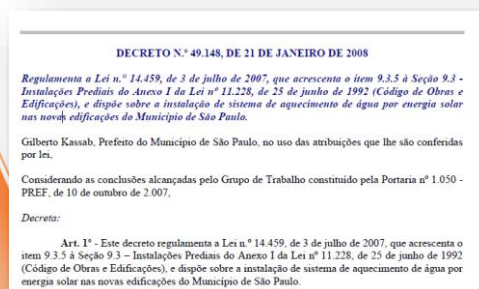 DECRETO N.º 49.148, DE 21 DE JANEIRO DE 2008
Regulamenta a Lei n.º 14.459, de 3 de julho de 2007, que acrescenta o item 9.3.5 à Seção 9.3 -
Instalações Prediais do Anexo I da Lei nº 11.228, de 25 de junho de 1992 (Código de Obras e
Edificações), e dispõe sobre a instalação de sistema de aquecimento de água por energia solar
nas novas edificações do Município de São Paulo.
Gilberto Kassab, Prefeito do Município de São Paulo, no uso das atribuições que lhe são conferidas
por lei,
Considerando as conclusões alcançadas pelo Grupo de Trabalho constituído pela Portaria nº 1.050 -
PREF, de 10 de outubro de 2.007,
Decreta:
Art. 1º - Este decreto regulamenta a Lei n.º 14.459, de 3 de julho de 2007, que acrescenta o
item 9.3.5 à Seção 9.3 – Instalações Prediais do Anexo I da Lei nº 11.228, de 25 de junho de 1992
(Código de Obras e Edificações), e dispõe sobre a instalação de sistema de aquecimento de água por
energia solar nas novas edificações do Município de São Paulo.